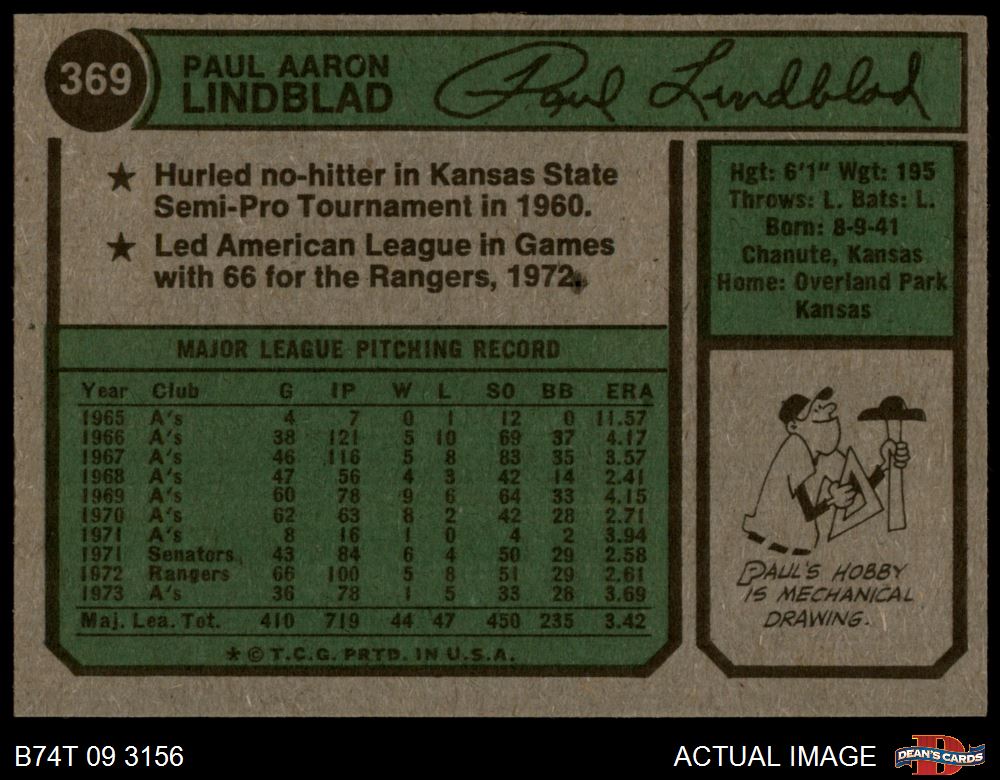 369
PAUL AARON
LINDBLAD
Paul Lindblad
★ Hurled no-hitter in Kansas State
Semi-Pro Tournament in 1960.
★ Led American League in Games
with 66 for the Rangers, 1972.
Hgt: 6'1" Wgt: 195
Throws: L. Bats: L.
Born: 8-9-41
Chanute, Kansas
Home: Overland Park
Kansas
MAJOR LEAGUE PITCHING RECORD
Year Club G IP W L SO BB ERA
1965 A's 4 7 0 1 12 0 11.57
1966 A's 38 121 5 10 69 37 4.17
1967 A's 46 116 5 8 83 35 3.57
1968 A's 47 56 4 3 42 14 2.41
1969 A's 60 78 9 6 64 33 4.15
1970 A's 62 63 8 2 42 28 2.71
1971 A's 8 16 1 0 4 2 3.94
1971 Senators 43 84 6 4 50 29 2.58
1972 Rangers 66 100 5 8 51 29 2.61
1973 A's 36 78 1 5 33 28 3.69
Maj. Lea. Tot. 410 719 44 47 450 235 3.42
★ © T.C.G. PRTD. IN U.S.A.
PAUL'S HOBBY
IS MECHANICAL
DRAWING.
B74T 09 3156
ACTUAL IMAGE
DEAN'S CARDS